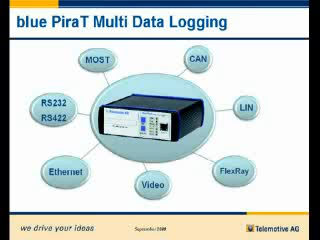 blue PiraT Multi Data Logging
MOST
CAN
RS232
RS422
LIN
Ethernet
Video
FlexRay
we drive your ideas
Telemotive AG